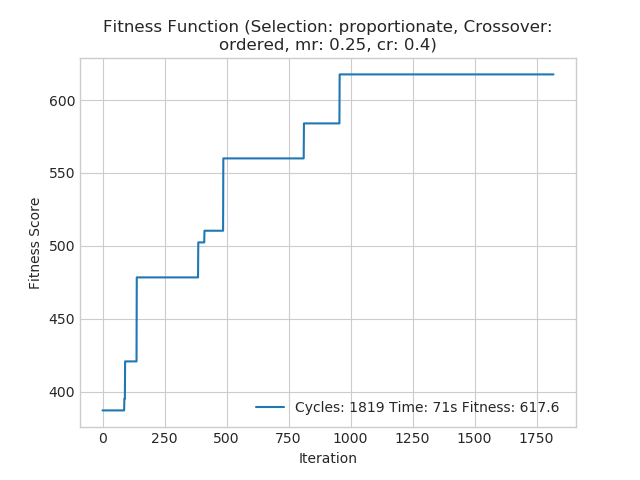 Fitness Function (Selection: proportionate, Crossover:
ordered, mr: 0.25, cr: 0.4)
Fitness Score
600
550
500
450
400
Cycles: 1819 Time: 71s Fitness: 617.6
0 250 500 750 1000 1250 1500 1750
Iteration